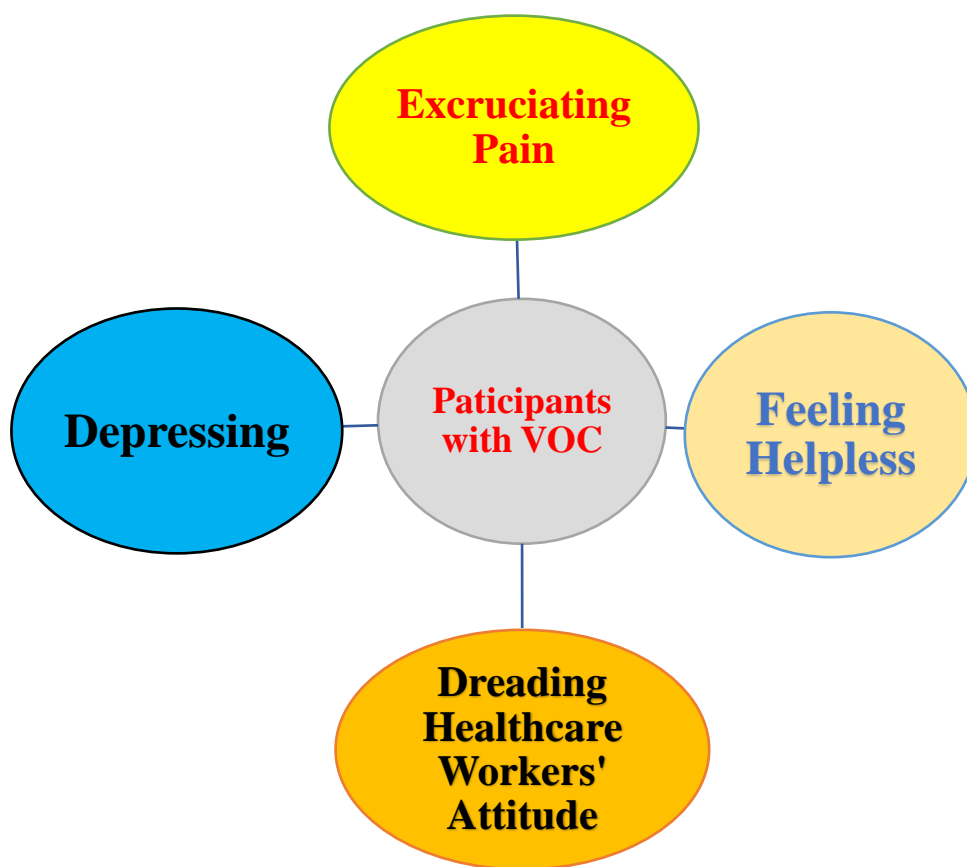 Excruciating
Pain
Depressing
Paticipants
with VOC
Feeling
Helpless
Dreading
Healthcare
Workers'
Attitude